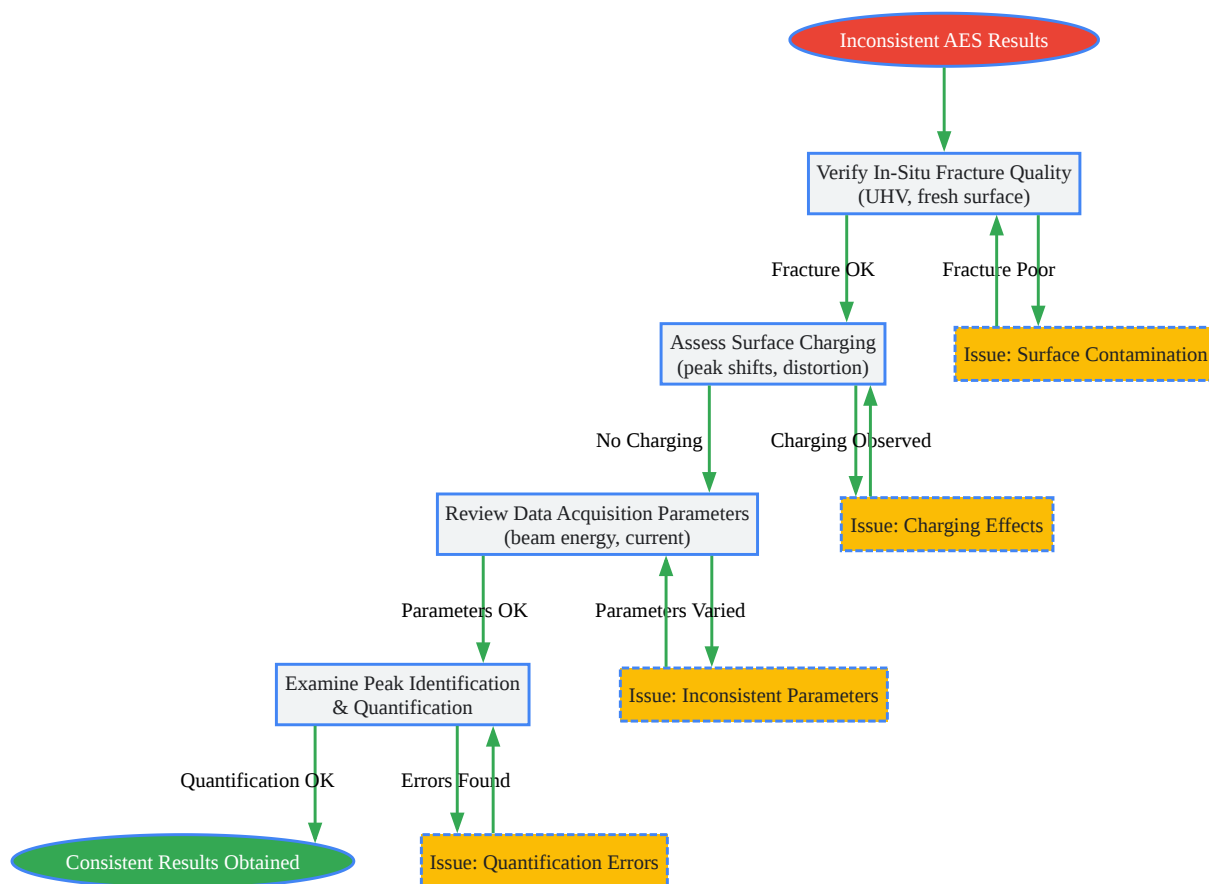 Inconsistent AES Results
Verify In-Situ Fracture Quality
(UHV, fresh surface)
Fracture OK
Fracture Poor
Assess Surface Charging
(peak shifts, distortion)
Issue: Surface Contamination
No Charging
Charging Observed
Review Data Acquisition Parameters
(beam energy, current)
Issue: Charging Effects
Parameters OK
Parameters Varied
Examine Peak Identification
& Quantification
Issue: Inconsistent Parameters
Quantification OK
Errors Found
Consistent Results Obtained
Issue: Quantification Errors